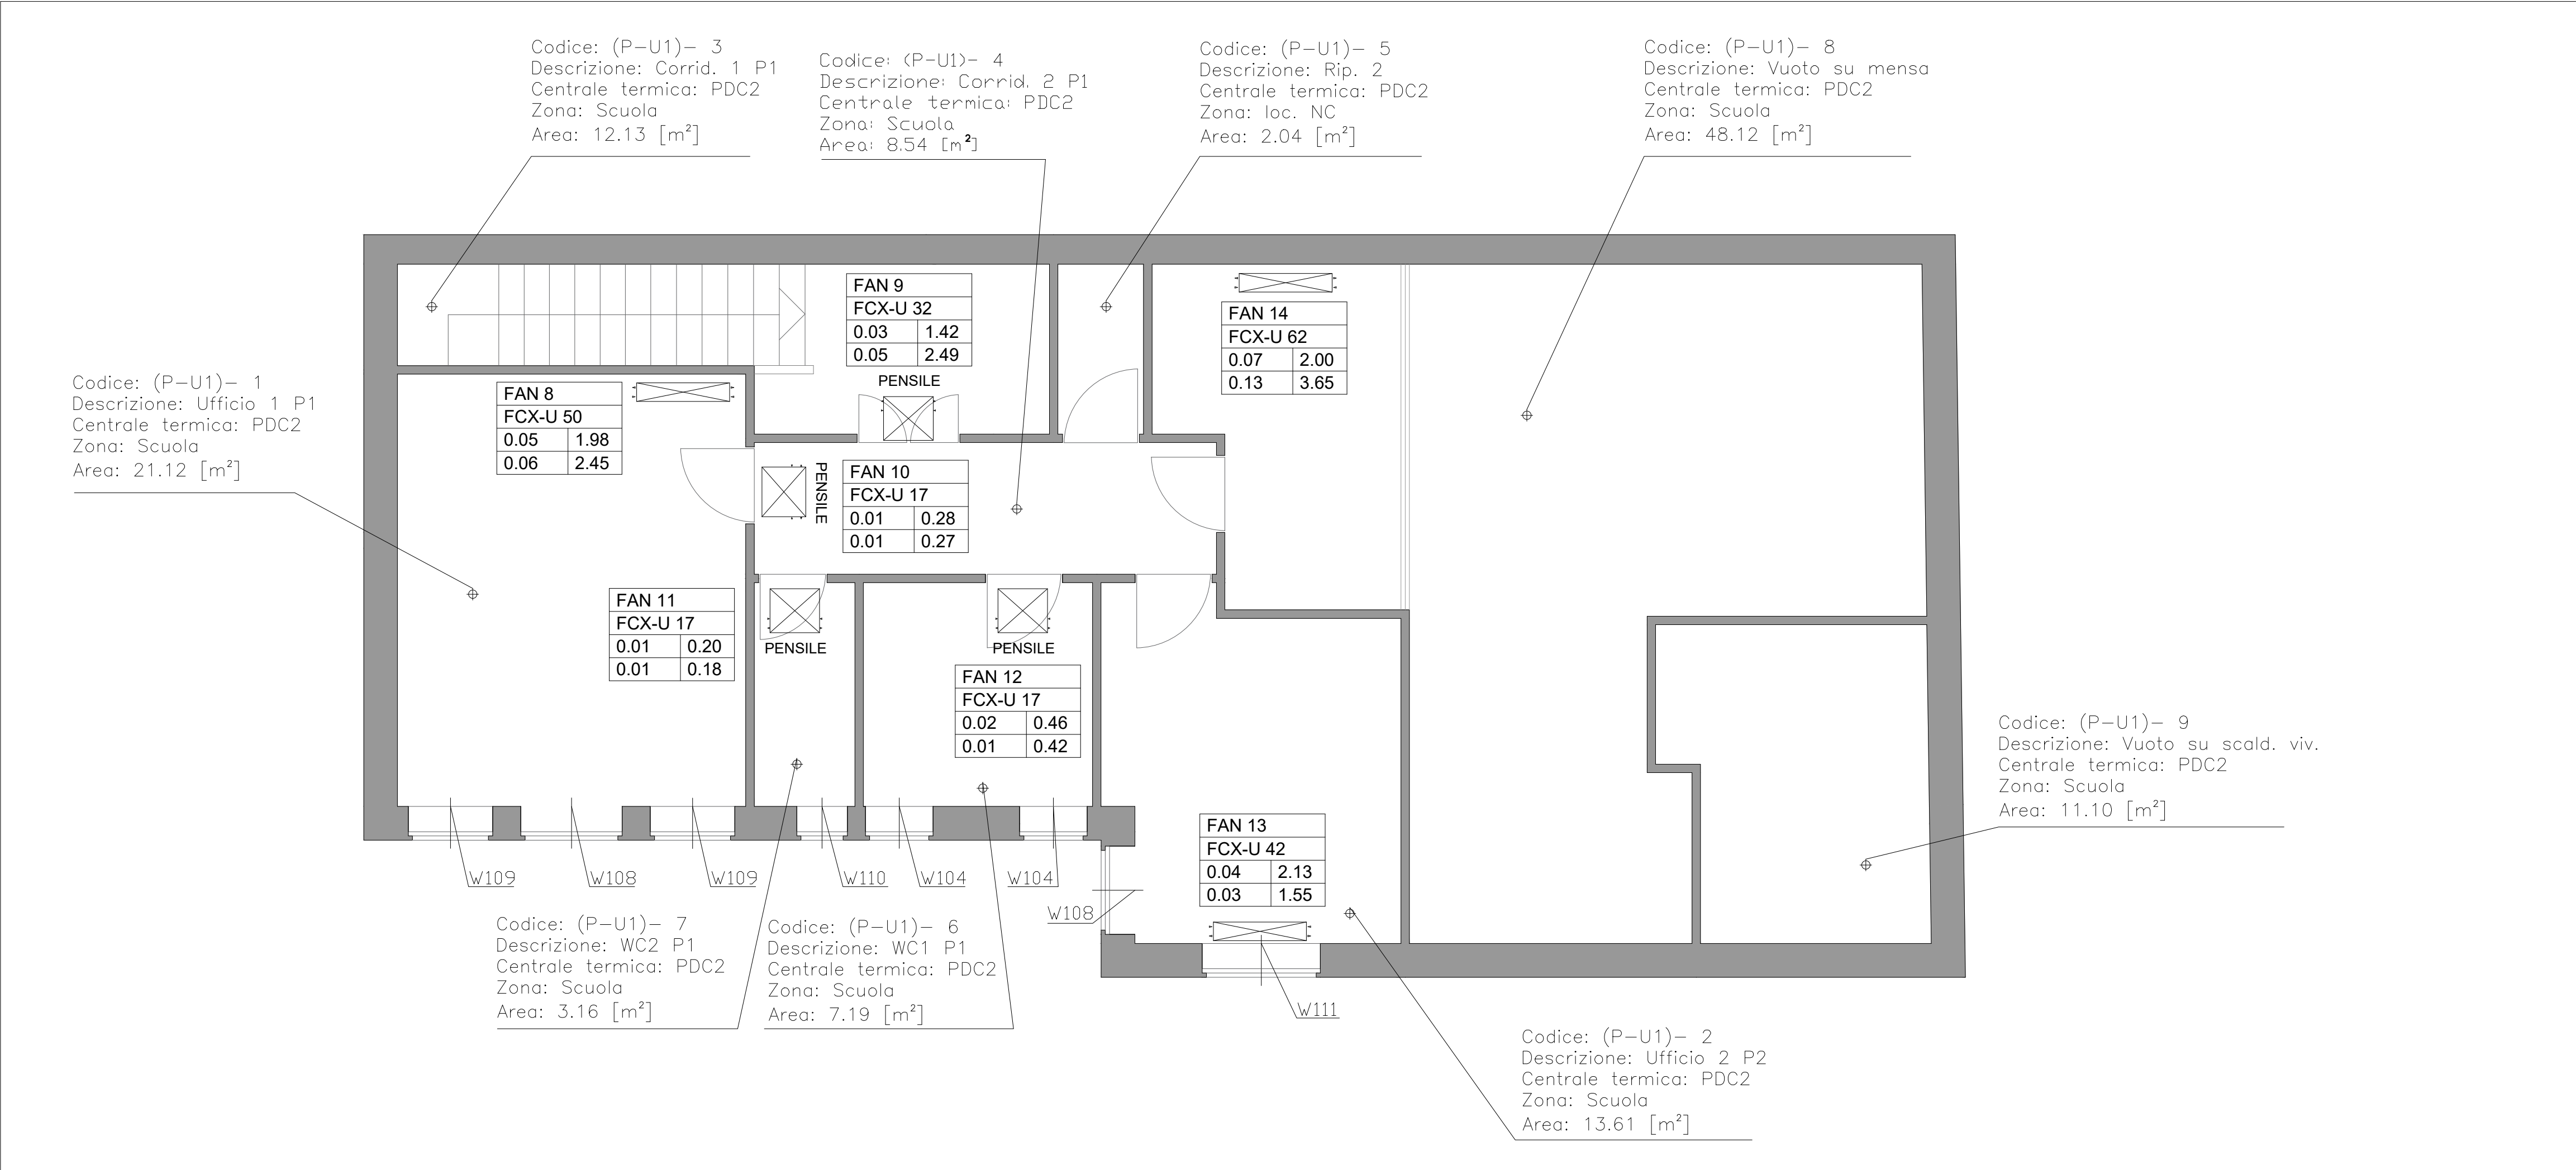 Codice: (P-U1)- 3
Descrizione: Corrid. 1 P1
Centrale termica: PDC2
Zona: Scuola
Area: 12.13 [m²]
Codice: (P-U1)- 4
Descrizione: Corrid. 2 P1
Centrale termica: PDC2
Zona: Scuola
Area: 8.54 [m²]
Codice: (P-U1)- 5
Descrizione: Rip. 2
Centrale termica: PDC2
Zona: loc. NC
Area: 2.04 [m²]
Codice: (P-U1)- 8
Descrizione: Vuoto su mensa
Centrale termica: PDC2
Zona: Scuola
Area: 48.12 [m²]
FAN 9
FCX-U 32
0.03 1.42
0.05 2.49
PENSILE
FAN 14
FCX-U 62
0.07 2.00
0.13 3.65
Codice: (P-U1)- 1
Descrizione: Ufficio 1 P1
Centrale termica: PDC2
Zona: Scuola
Area: 21.12 [m²]
FAN 8
FCX-U 50
0.05 1.98
0.06 2.45
PENSILE
FAN 10
FCX-U 17
0.01 0.28
0.01 0.27
FAN 11
FCX-U 17
0.01 0.20
0.01 0.18
PENSILE
PENSILE
FAN 12
FCX-U 17
0.02 0.46
0.01 0.42
Codice: (P-U1)- 9
Descrizione: Vuoto su scald. viv.
Centrale termica: PDC2
Zona: Scuola
Area: 11.10 [m²]
FAN 13
FCX-U 42
0.04 2.13
0.03 1.55
W109
W108
W109
W110
W104
W104
W108
W111
Codice: (P-U1)- 7
Descrizione: WC2 P1
Centrale termica: PDC2
Zona: Scuola
Area: 3.16 [m²]
Codice: (P-U1)- 6
Descrizione: WC1 P1
Centrale termica: PDC2
Zona: Scuola
Area: 7.19 [m²]
Codice: (P-U1)- 2
Descrizione: Ufficio 2 P2
Centrale termica: PDC2
Zona: Scuola
Area: 13.61 [m²]